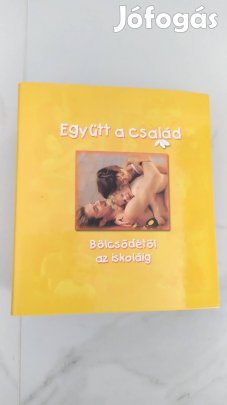 Jófogás
Együtt a család
Bölcsődétől
az iskoláig